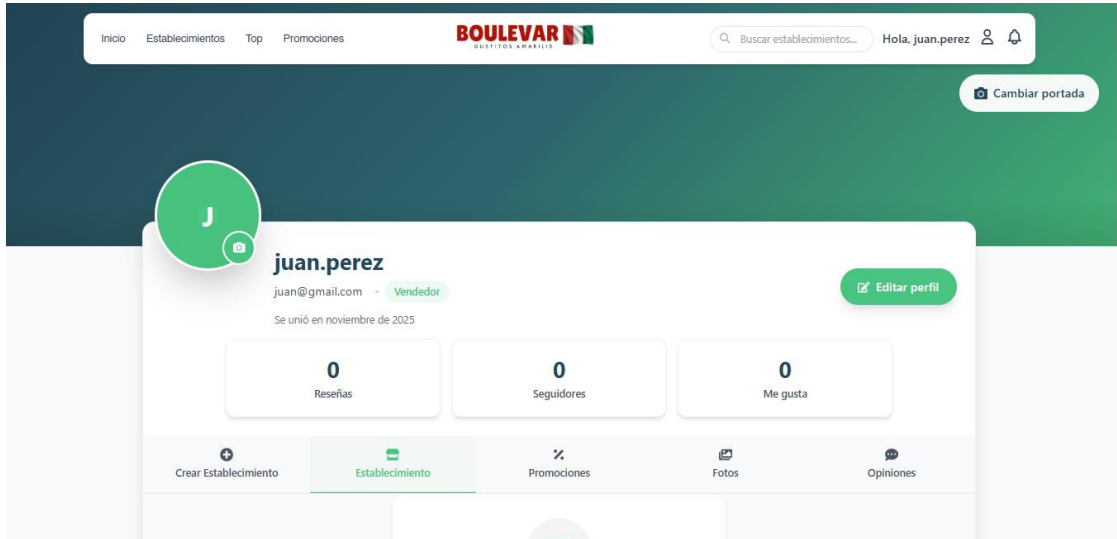 Inicio Establecimientos Top Promociones BOULEVAR Buscar establecimientos... Hola, juan.perez
GUSTITOS AMARILIS
Cambiar portada
J
juan.perez
juan@gmail.com • Vendedor
Editar perfil
Se unió en noviembre de 2025
0 0 0
Reseñas Seguidores Me gusta
Crear Establecimiento Establecimiento Promociones Fotos Opiniones